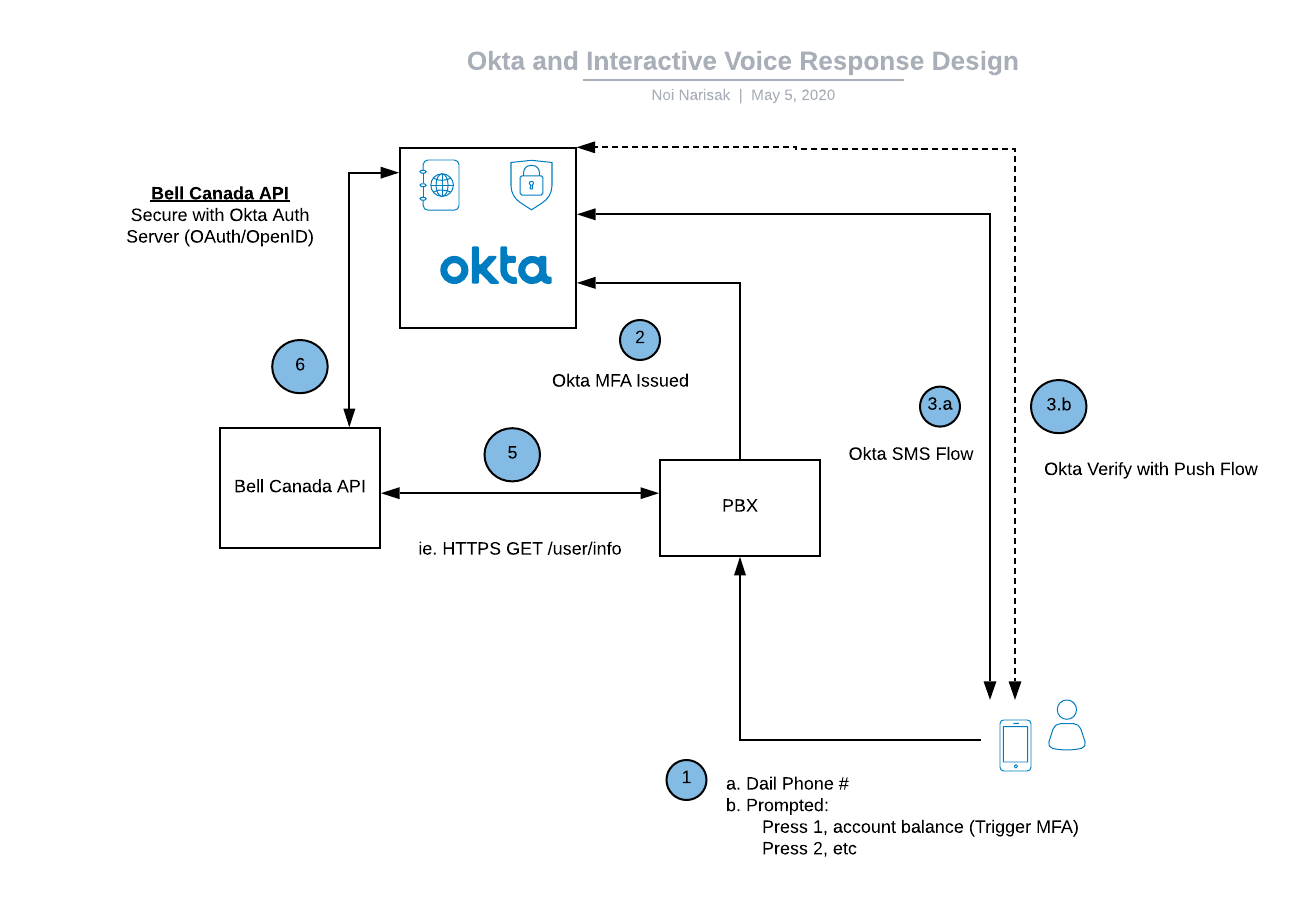 Okta and Interactive Voice Response Design
Noi Narisak | May 5, 2020
Bell Canada API
Secure with Okta Auth
Server (OAuth/OpenID)
okta
2
Okta MFA Issued
6
3.a
3.b
Okta SMS Flow
Okta Verify with Push Flow
5
Bell Canada API
PBX
ie. HTTPS GET /user/info
1
a. Dail Phone #
b. Prompted:
Press 1, account balance (Trigger MFA)
Press 2, etc